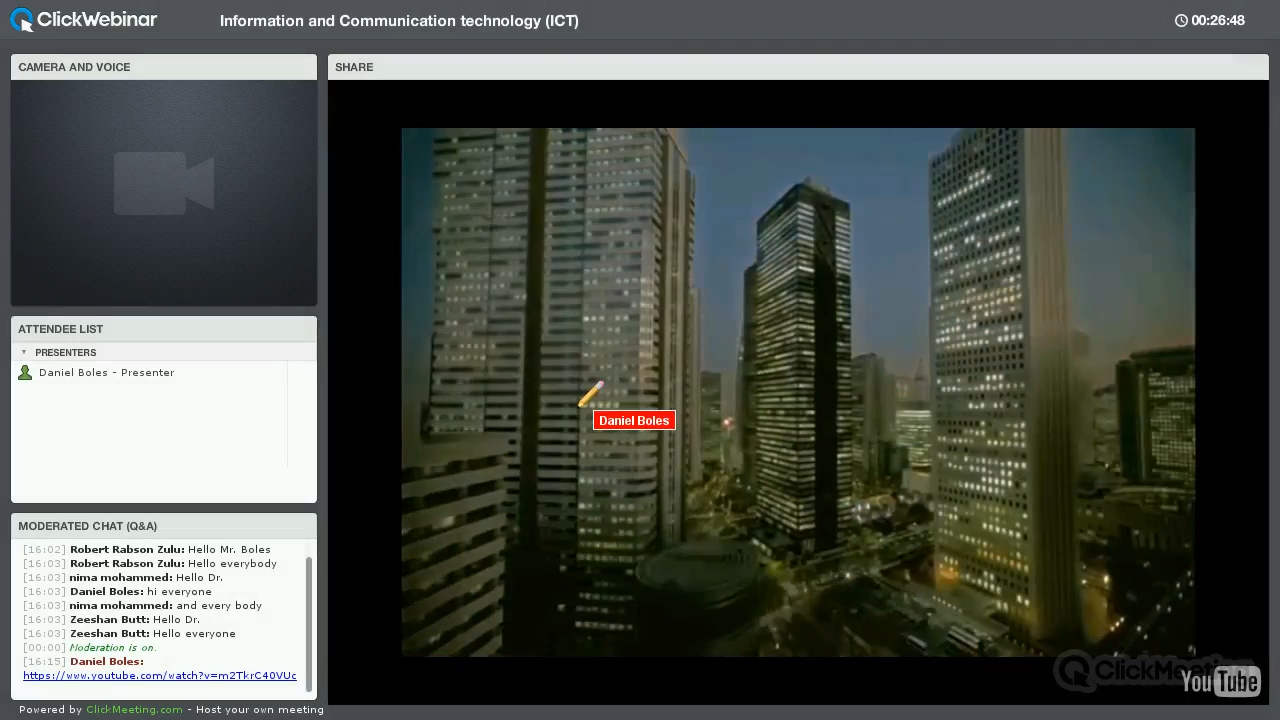 ClickWebinar
Information and Communication technology (ICT)
00:26:48
CAMERA AND VOICE
SHARE
ATTENDEE LIST
PRESENTERS
Daniel Boles - Presenter
Daniel Boles
MODERATED CHAT (Q&A)
[16:02] Robert Rabson Zulu: Hello Mr. Boles
[16:03] Robert Rabson Zulu: Hello everybody
[16:03] nima mohammed: Hello Dr.
[16:03] Daniel Boles: hi everyone
[16:03] nima mohammed: and every body
[16:03] Zeeshan Butt: Hello Dr.
[16:03] Zeeshan Butt: Hello everyone
[00:00] Moderation is on.
[16:15] Daniel Boles:
https://www.youtube.com/watch?v=m2TkrC40VUc
ClickMeeting
YouTube
Powered by ClickMeeting.com - Host your own meeting